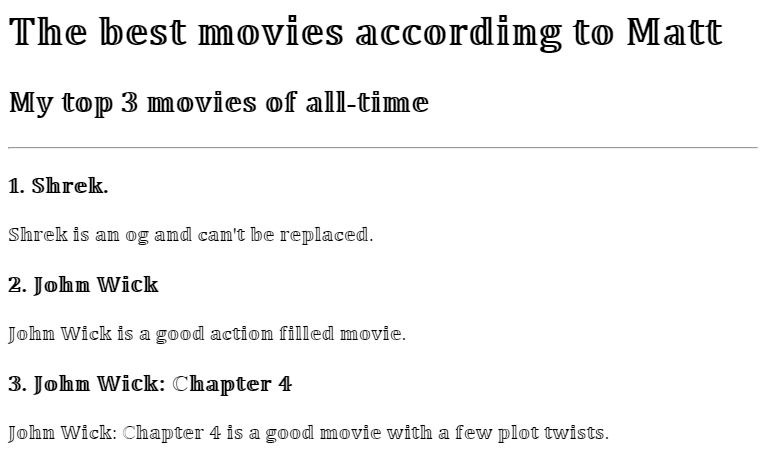 The best movies according to Matt
My top 3 movies of all-time
1. Shrek.
Shrek is an og and can't be replaced.
2. John Wick
John Wick is a good action filled movie.
3. John Wick: Chapter 4
John Wick: Chapter 4 is a good movie with a few plot twists.